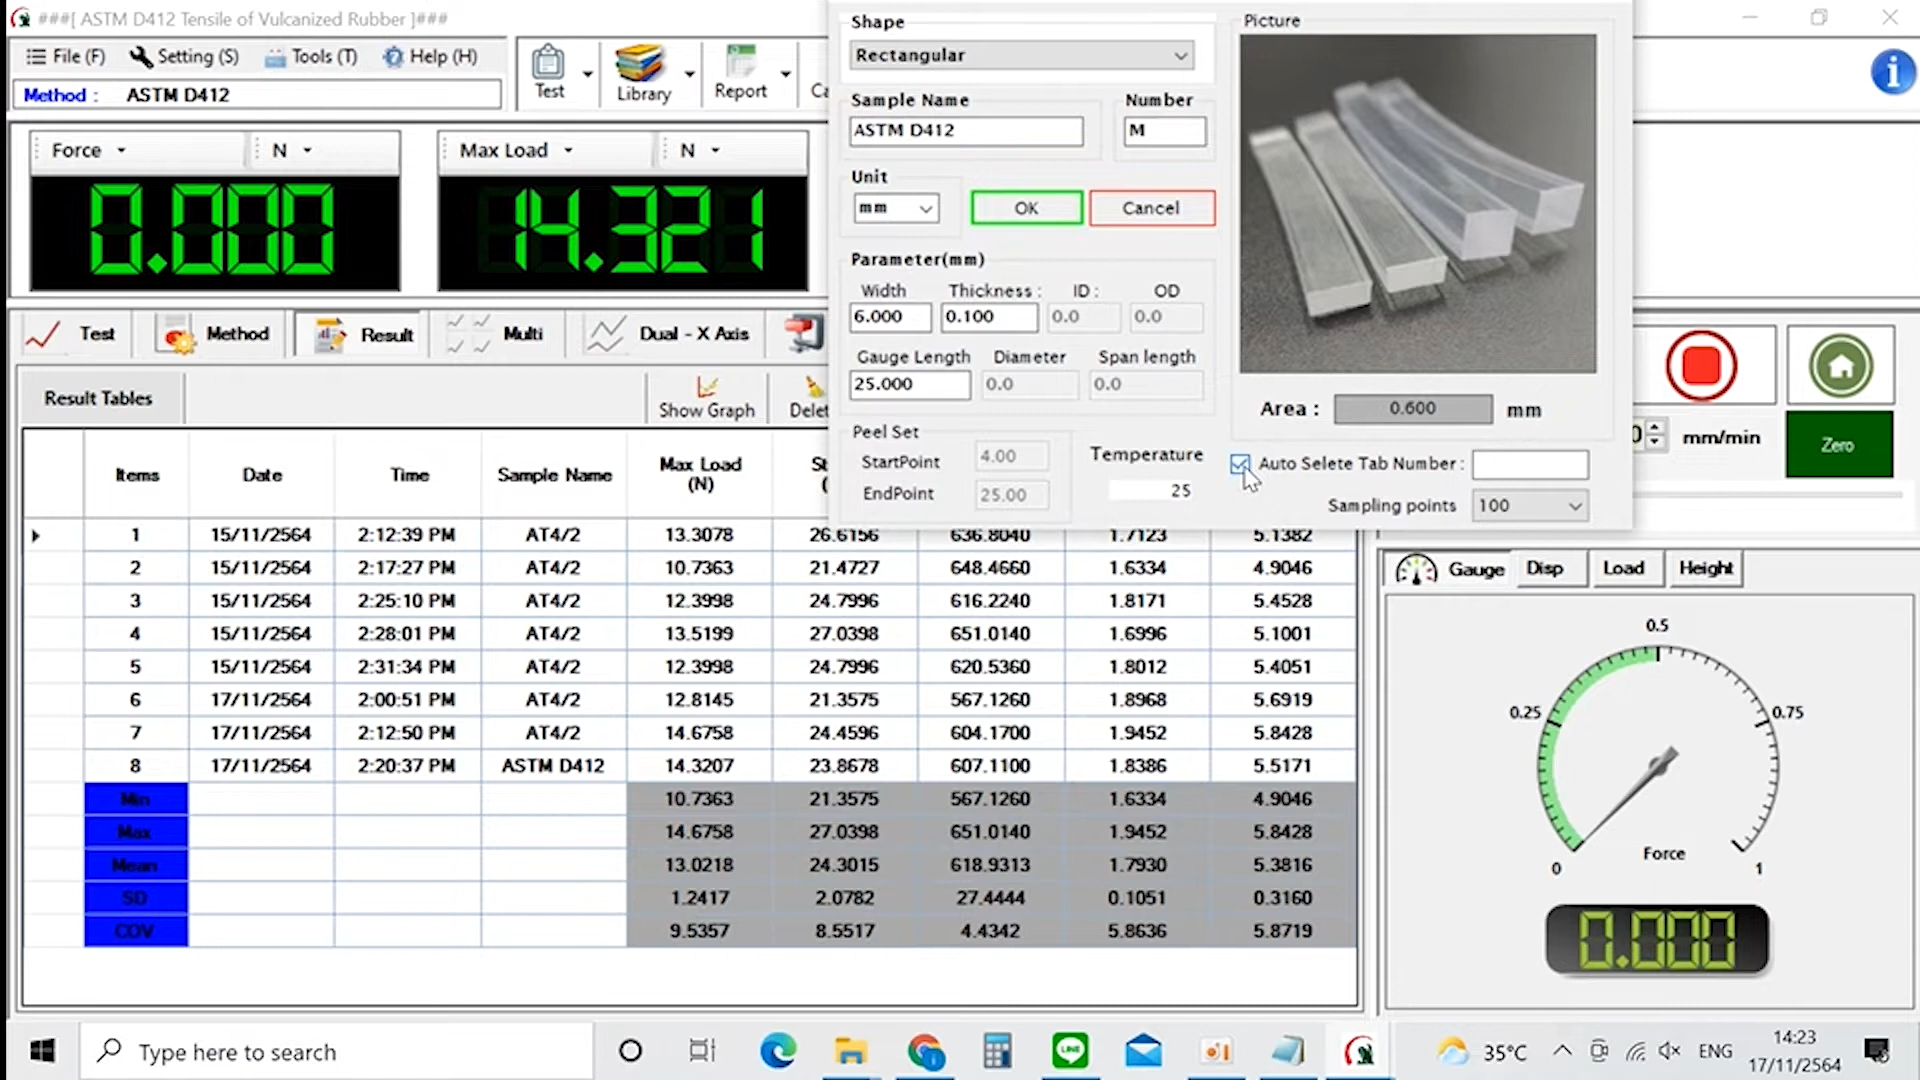 ###[ ASTM D412 Tensile of Vulcanized Rubber ]###
File (F) Setting (S) Tools (T) Help (H)
Method : ASTM D412
Test Library Report
Force N
0.000
Max Load N
14.321
Test Method Result Multi Dual - X Axis
Result Tables
Show Graph
Shape
Rectangular
Sample Name Number
ASTM D412 M
Unit
mm OK Cancel
Parameter(mm)
Width Thickness : ID : OD
6.000 0.100 0.0 0.0
Gauge Length Diameter Span length
25.000 0.0 0.0
Peel Set
StartPoint 4.00
EndPoint 25.00
Temperature
25
Picture
Area : 0.600 mm
Auto Selete Tab Number :
Sampling points 100
mm/min
Zero
Items Date Time Sample Name Max Load (N)
1 15/11/2564 2:12:39 PM AT4/2 13.3078 26.6156 636.8040 1.7123 5.1382
2 15/11/2564 2:17:27 PM AT4/2 10.7363 21.4727 648.4660 1.6334 4.9046
3 15/11/2564 2:25:10 PM AT4/2 12.3998 24.7996 616.2240 1.8171 5.4528
4 15/11/2564 2:28:01 PM AT4/2 13.5199 27.0398 651.0140 1.6996 5.1001
5 15/11/2564 2:31:34 PM AT4/2 12.3998 24.7996 620.5360 1.8012 5.4051
6 17/11/2564 2:00:51 PM AT4/2 12.8145 21.3575 567.1260 1.8968 5.6919
7 17/11/2564 2:12:50 PM AT4/2 14.6758 24.4596 604.1700 1.9452 5.8428
8 17/11/2564 2:20:37 PM ASTM D412 14.3207 23.8678 607.1100 1.8386 5.5171
Min 10.7363 21.3575 567.1260 1.6334 4.9046
Max 14.6758 27.0398 651.0140 1.9452 5.8428
Mean 13.0218 24.3015 618.9313 1.7930 5.3816
SD 1.2417 2.0782 27.4444 0.1051 0.3160
COV 9.5357 8.5517 4.4342 5.8636 5.8719
Gauge Disp Load Height
0.5
0.25 0.75
Force
0 1
0.000
Type here to search
LINE
35°C ENG
14:23
17/11/2564